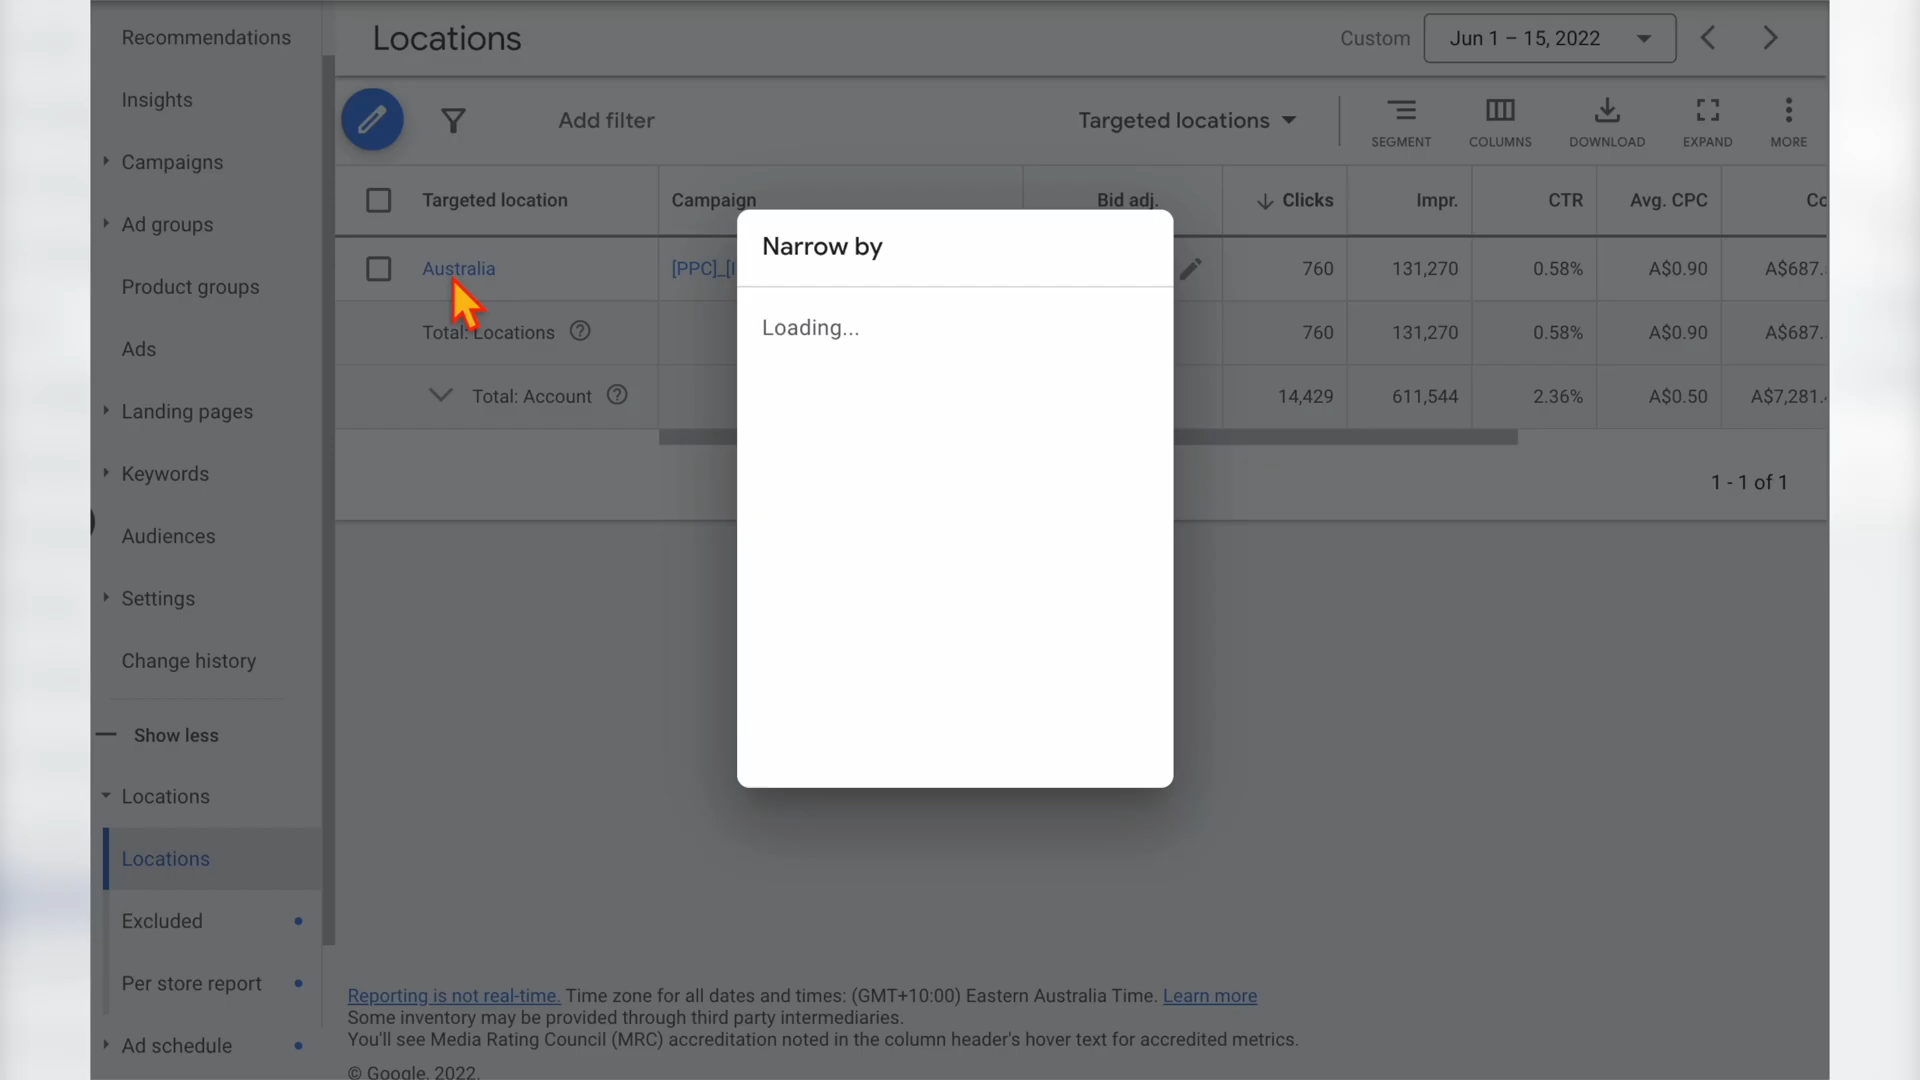 Recommendations
Insights
Campaigns
Ad groups
Product groups
Ads
Landing pages
Keywords
Audiences
Settings
Change history
Show less
Locations
Locations
Excluded
Per store report
Ad schedule
Locations
Custom
Jun 1 – 15, 2022
Add filter
Targeted locations
SEGMENT
COLUMNS
DOWNLOAD
EXPAND
MORE
Targeted location Campaign Bid adj. Clicks Impr. CTR Avg. CPC
Australia 760 131,270 0.58% A$0.90 A$687.
Total: Locations 760 131,270 0.58% A$0.90 A$687.
Total: Account 14,429 611,544 2.36% A$0.50 A$7,281.
1 - 1 of 1
Narrow by
Loading...
Reporting is not real-time. Time zone for all dates and times: (GMT+10:00) Eastern Australia Time. Learn more
Some inventory may be provided through third party intermediaries.
You'll see Media Rating Council (MRC) accreditation noted in the column header's hover text for accredited metrics.
© Google, 2022.